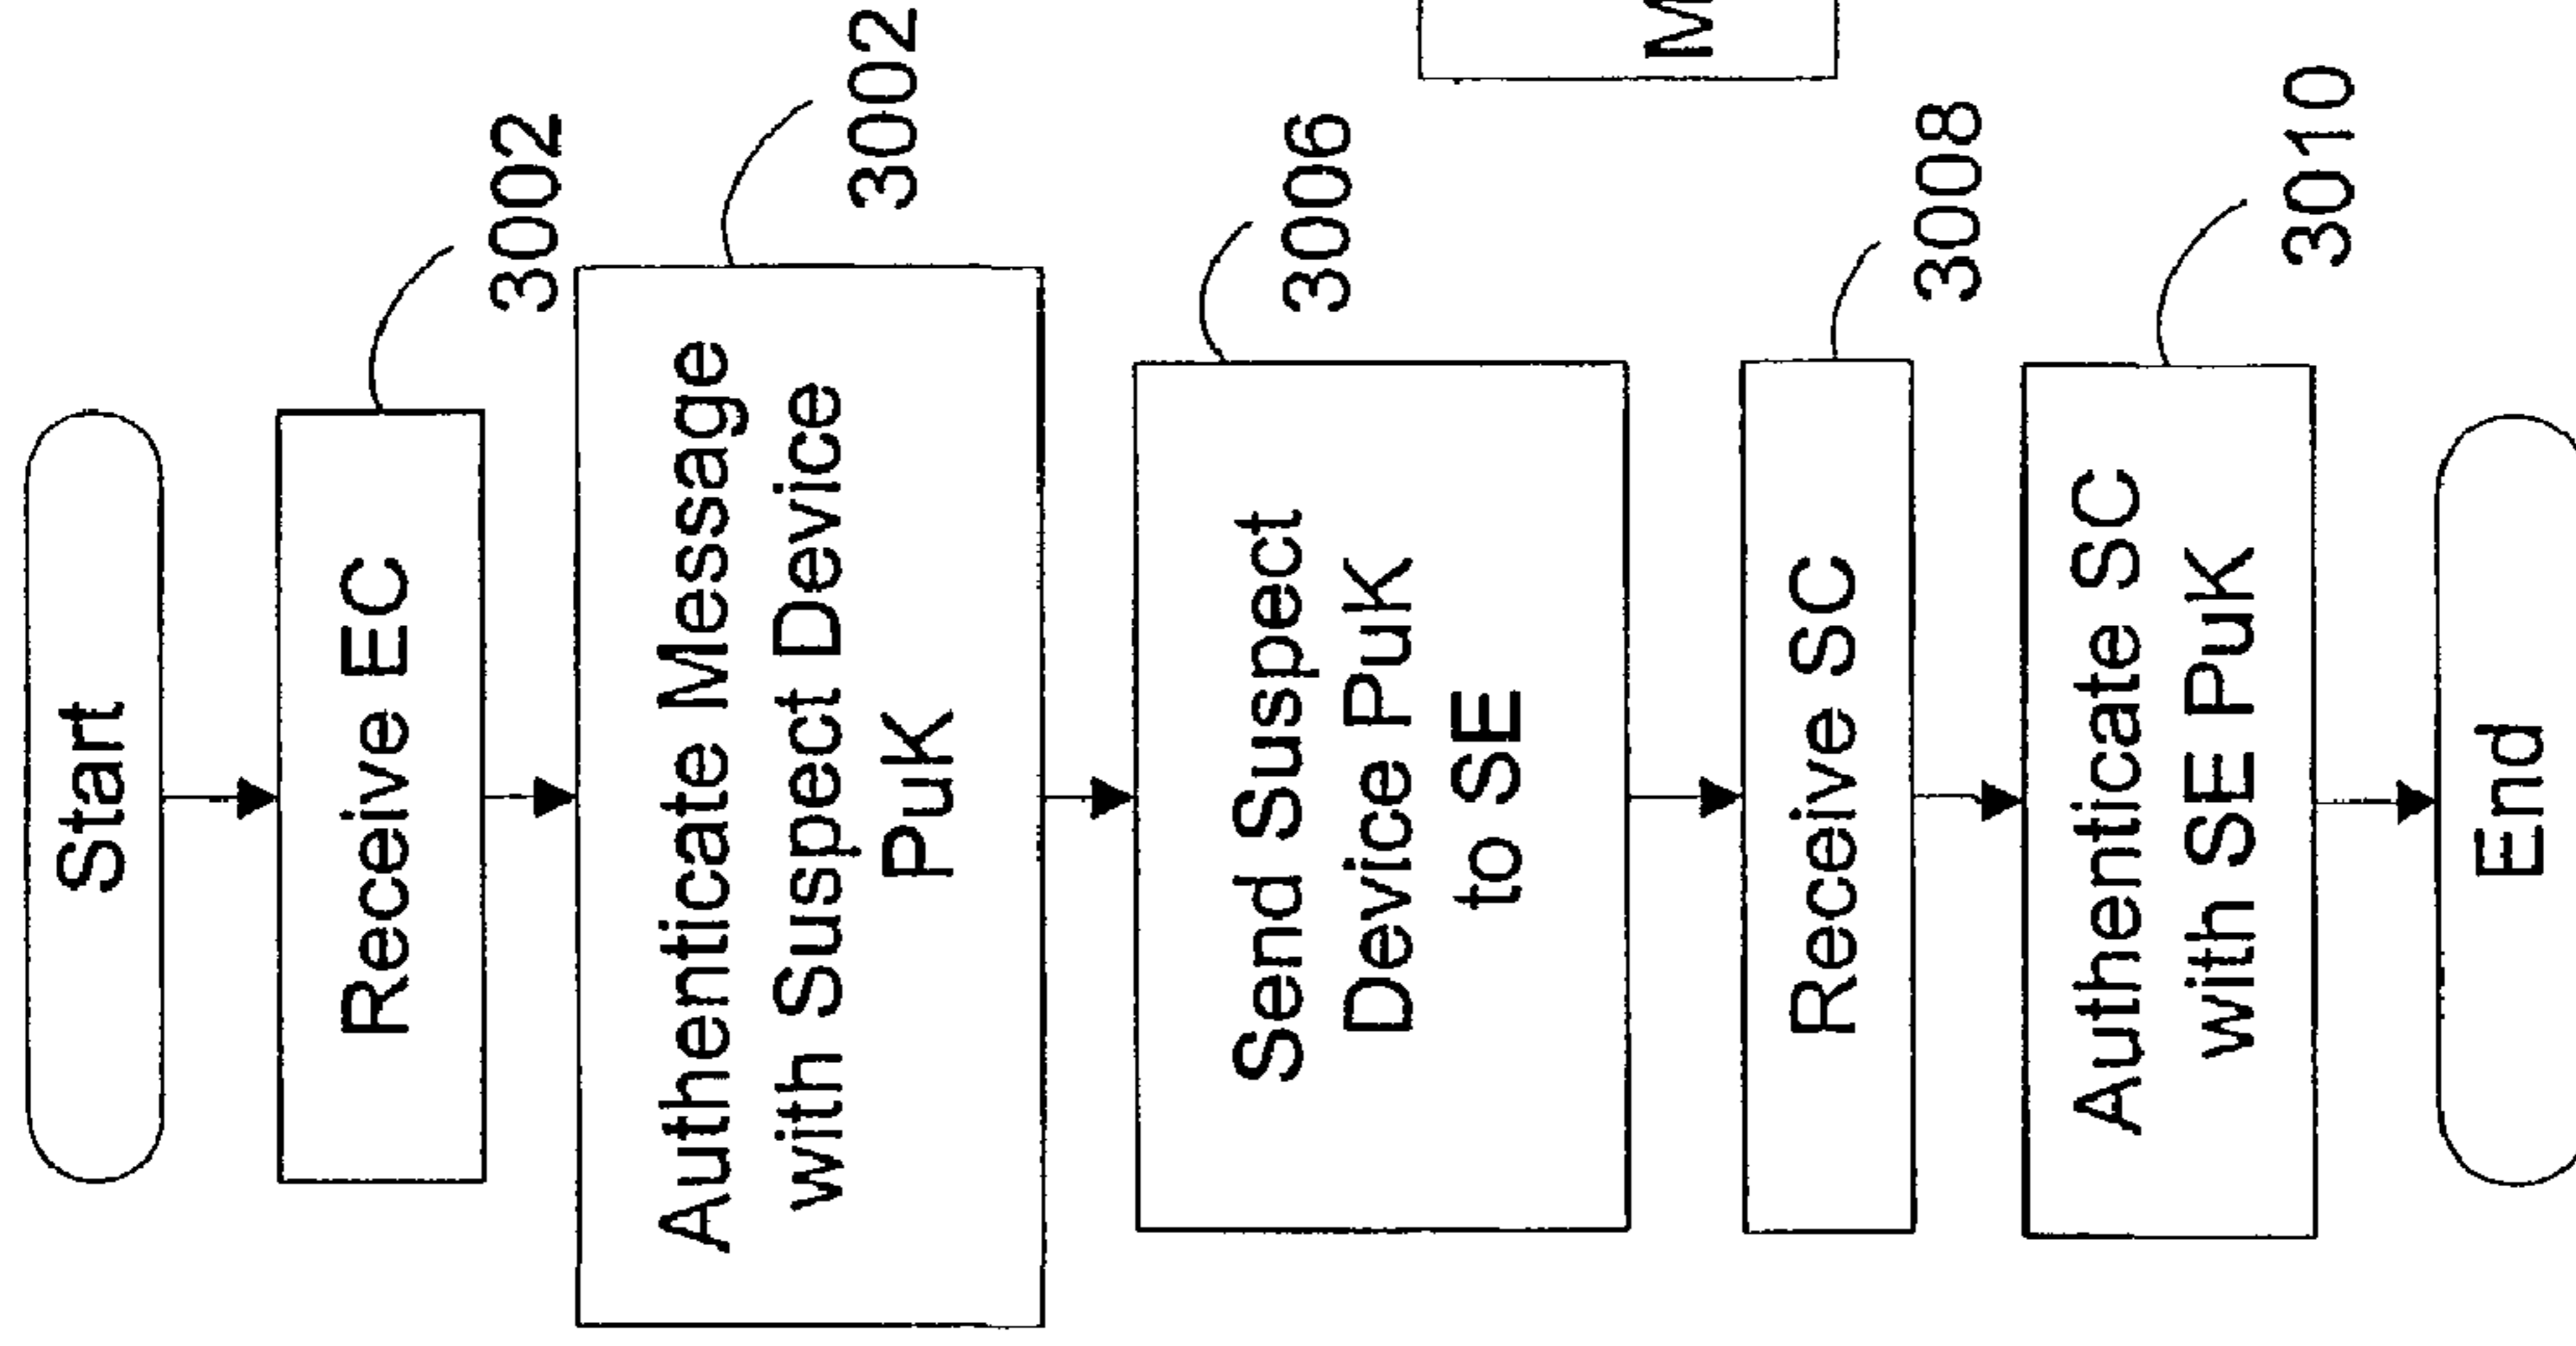 Start
Receive EC
3002
Authenticate Message
with Suspect Device
PuK
3002
Send Suspect
Device PuK
to SE
3006
Receive SC
3008
Authenticate SC
with SE PuK
3010
End
M